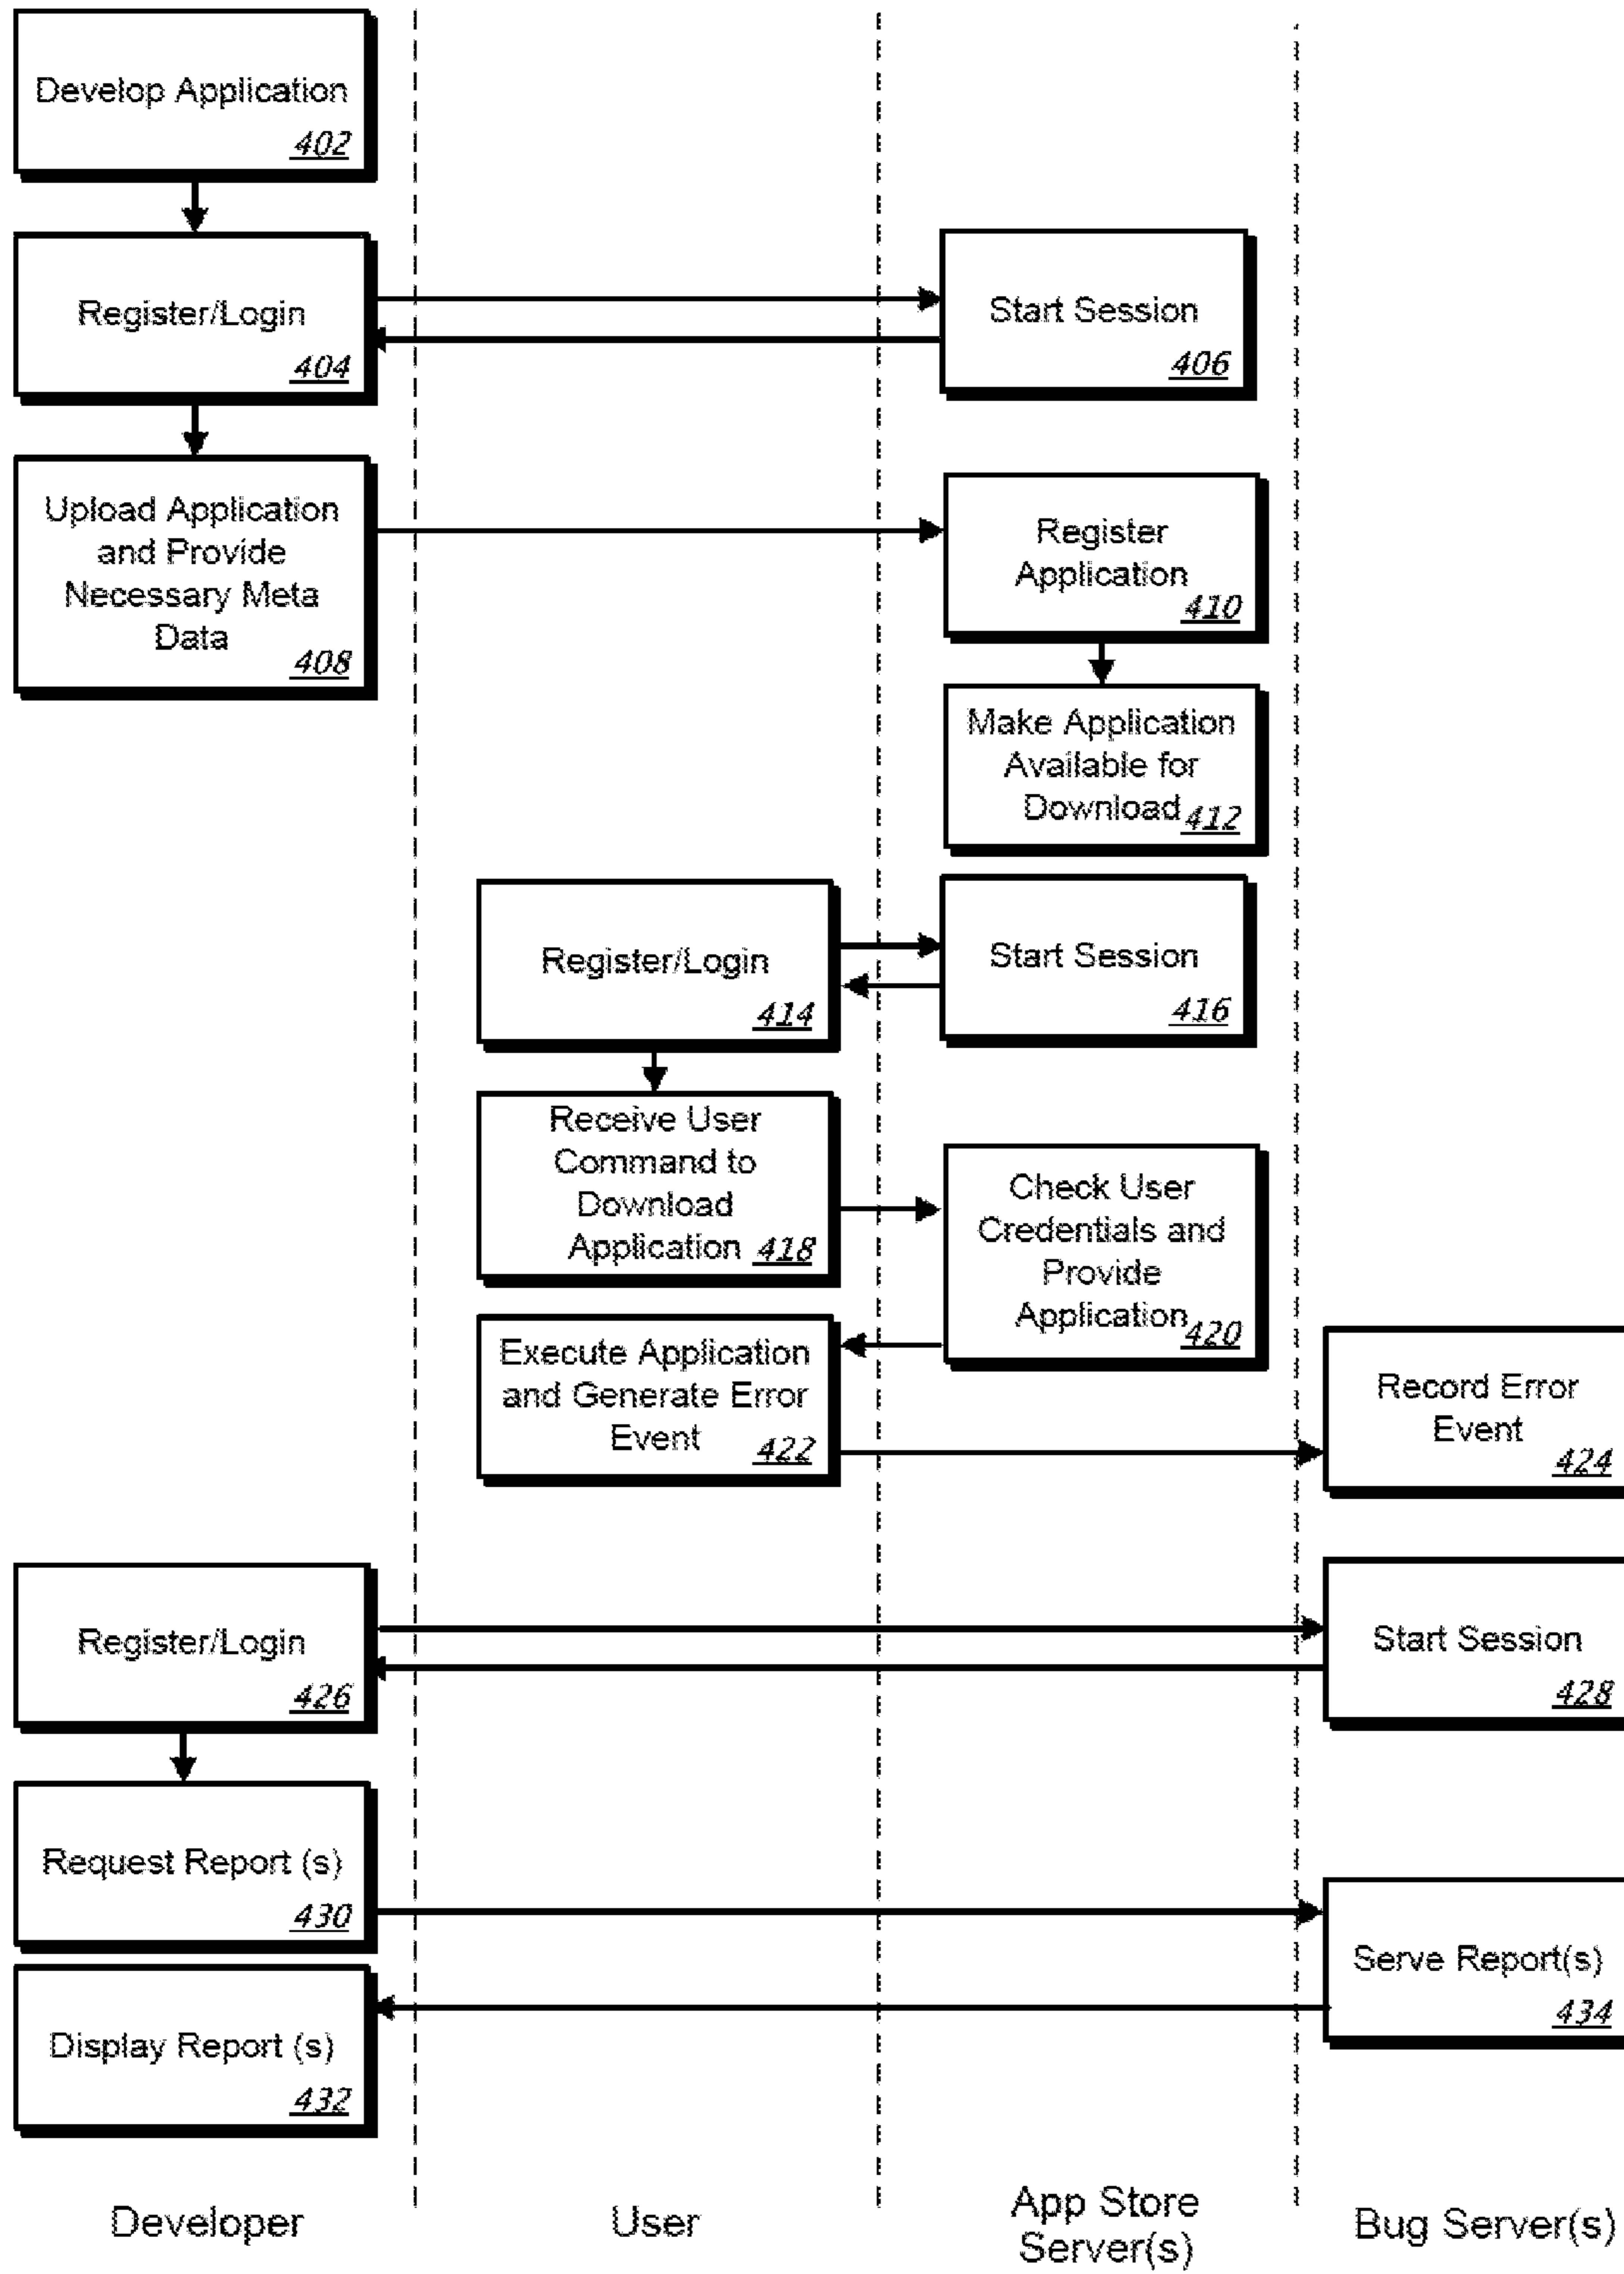 Develop Application
402
Register/Login
404
Start Session
406
Upload Application
and Provide
Necessary Meta
Data
408
Register
Application
410
Make Application
Available for
Download
412
Register/Login
414
Start Session
416
Receive User
Command to
Download
Application
418
Check User
Credentials and
Provide
Application
420
Execute Application
and Generate Error
Event
422
Record Error
Event
424
Register/Login
426
Start Session
428
Request Report (s)
430
Serve Report(s)
434
Display Report (s)
432
Developer
User
App Store
Server(s)
Bug Server(s)